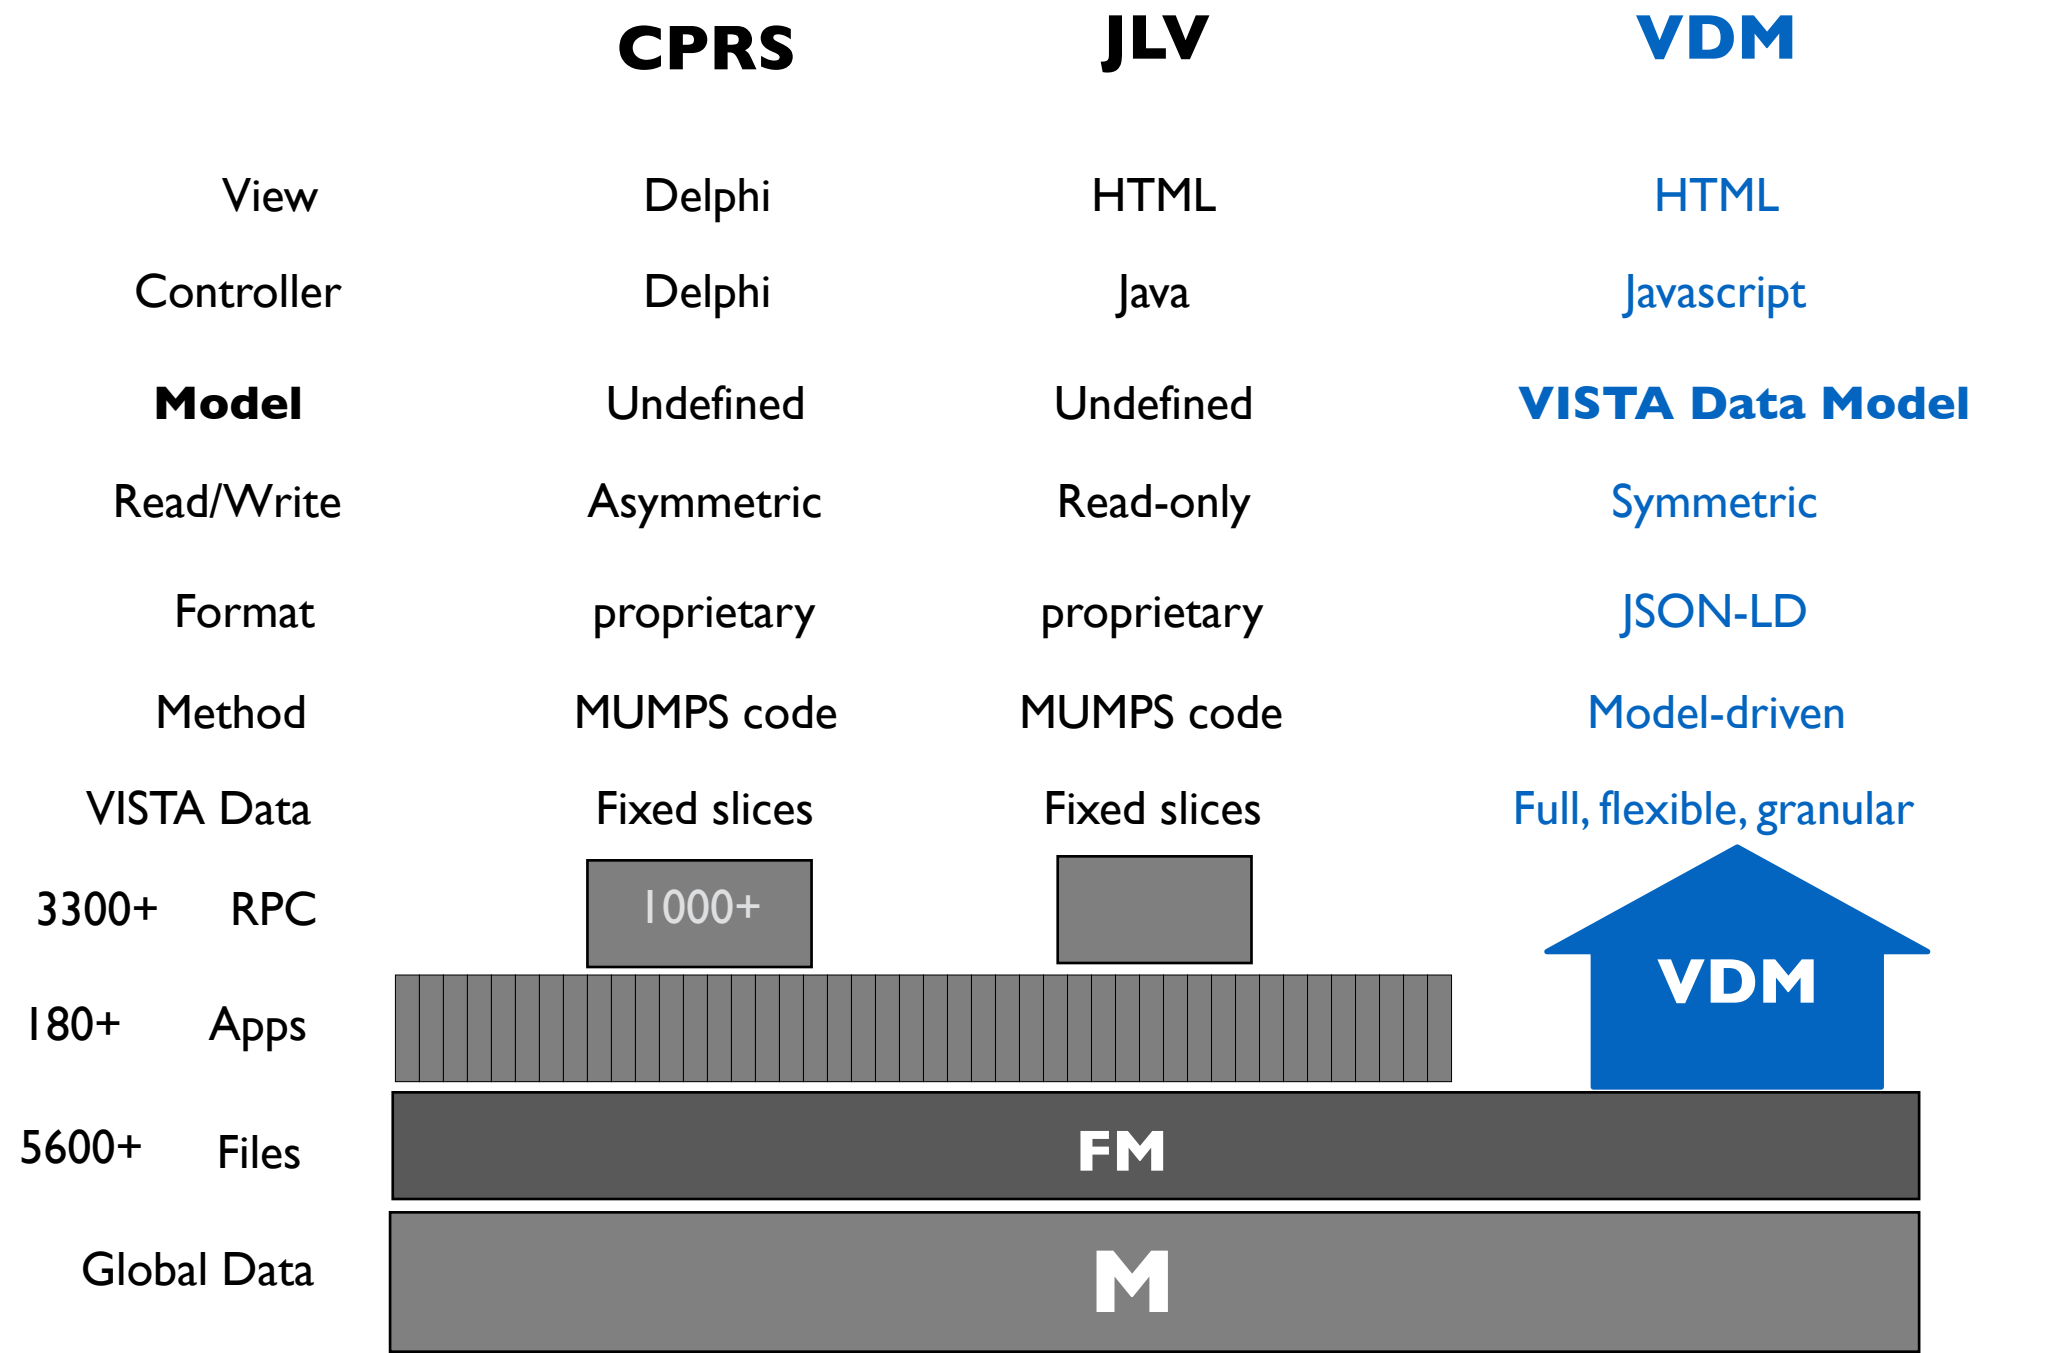 CPRS JLV VDM
View Delphi HTML HTML
Controller Delphi Java Javascript
Model Undefined Undefined VISTA Data Model
Read/Write Asymmetric Read-only Symmetric
Format proprietary proprietary JSON-LD
Method MUMPS code MUMPS code Model-driven
VISTA Data Fixed slices Fixed slices Full, flexible, granular
3300+ RPC 1000+
VDM
180+ Apps
5600+ Files FM
Global Data M